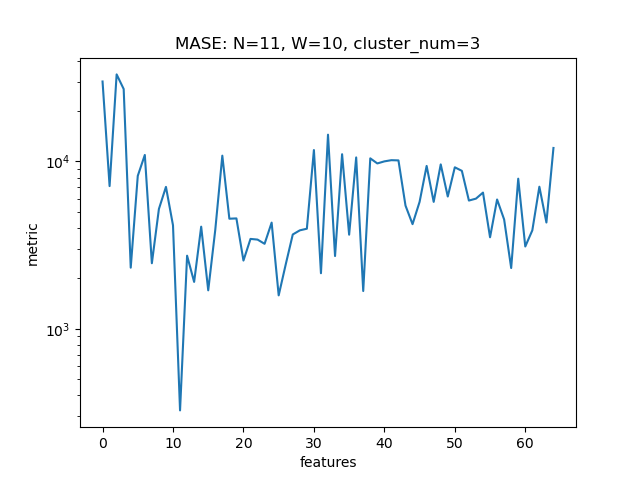 MASE: N=11, W=10, cluster_num=3
metric
10⁴
10³
0 10 20 30 40 50 60
features